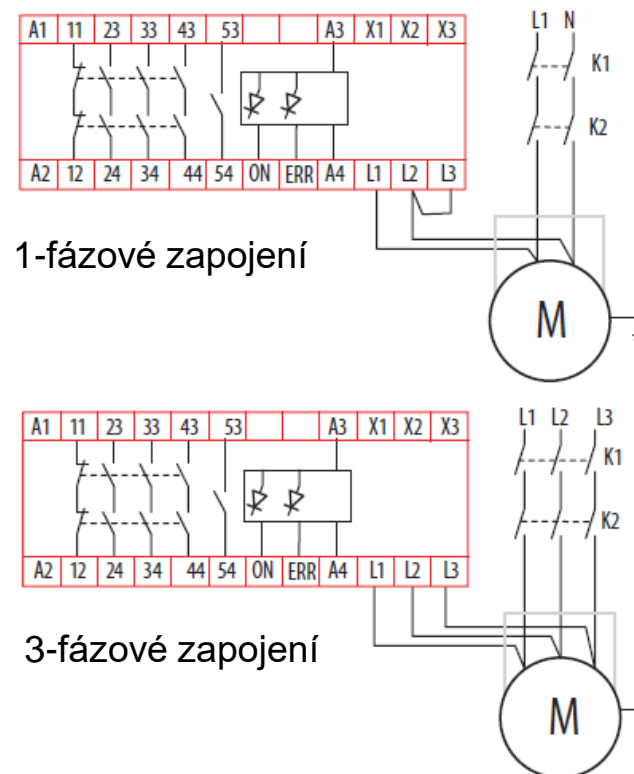 A1 11 23 33 43 53 A3 X1 X2 X3
L1 N
K1
K2
A2 12 24 34 44 54 ON ERR A4 L1 L2 L3
1-fázové zapojení
M
A1 11 23 33 43 53 A3 X1 X2 X3
L1 L2 L3
K1
K2
A2 12 24 34 44 54 ON ERR A4 L1 L2 L3
3-fázové zapojení
M